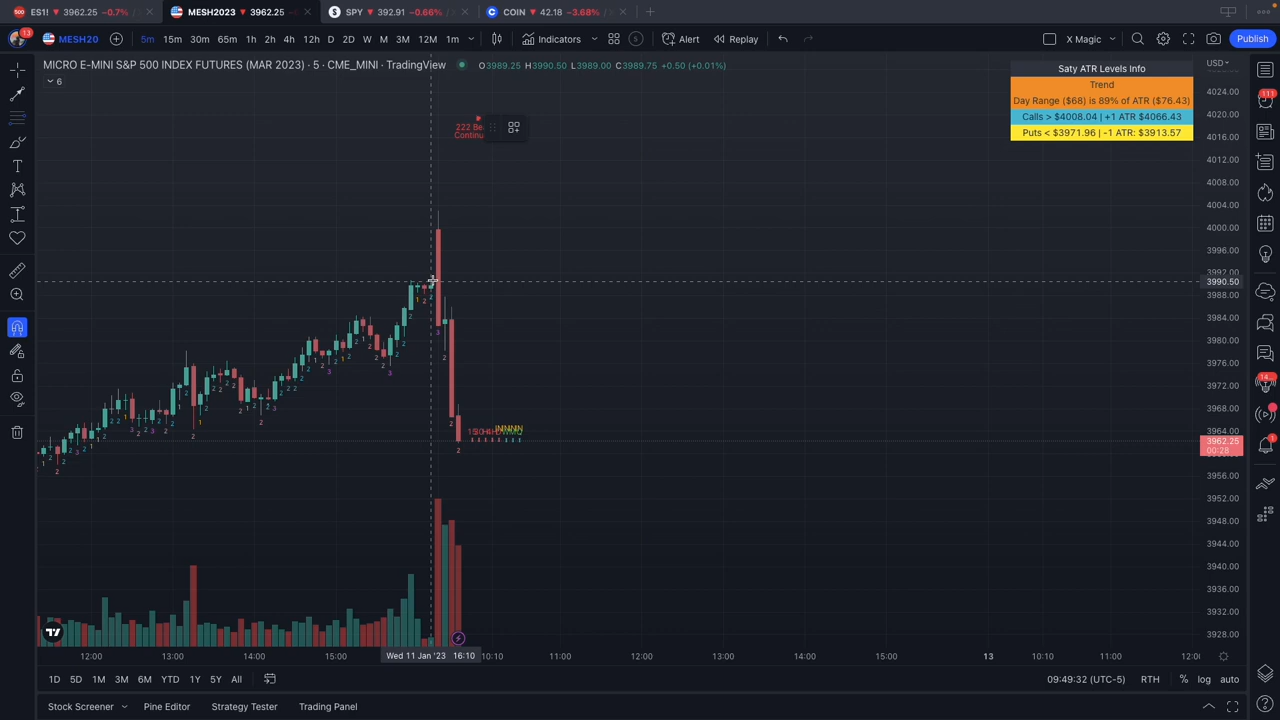 ES1! 3962.25 −0.7%
MESH2023 3962.25
SPY 392.91 −0.66%
COIN 42.18 −3.68%
13
MESH20 5m 15m 30m 65m 1h 2h 4h 12h D 2D W M 3M 12M 1m Indicators Alert Replay X Magic Publish
MICRO E-MINI S&P 500 INDEX FUTURES (MAR 2023) · 5 · CME_MINI · TradingView O3989.25 H3990.50 L3989.00 C3989.75 +0.50 (+0.01%)
6
Saty ATR Levels Info
Trend
Day Range ($68) is 89% of ATR ($76.43)
Calls > $4008.04 | +1 ATR $4066.43
Puts < $3971.96 | -1 ATR: $3913.57
USD
4024.00
4020.00
4016.00
4012.00
4008.00
4004.00
4000.00
3996.00
3992.00
3990.50
3988.00
3984.00
3980.00
3976.00
3972.00
3968.00
3964.00
3962.25
00:28
3956.00
3952.00
3948.00
3944.00
3940.00
3936.00
3932.00
3928.00
222
111
12:00 13:00 14:00 15:00 Wed 11 Jan '23 16:10 10:10 11:00 12:00 13:00 14:00 15:00 13 10:10 11:00 12:00
1D 5D 1M 3M 6M YTD 1Y 5Y All
09:49:32 (UTC-5) RTH % log auto
Stock Screener Pine Editor Strategy Tester Trading Panel